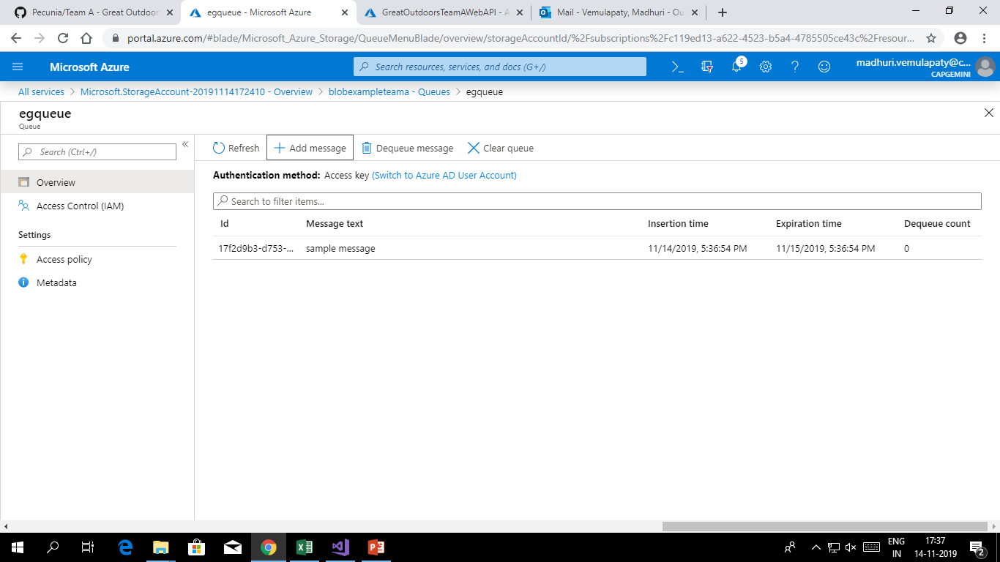 Pecunia/Team A - Great Outdoor
egqueue - Microsoft Azure
GreatOutdoorsTeamAWebAPI - A
Mail - Vemulapaty, Madhuri - Ou
portal.azure.com/#blade/Microsoft_Azure_Storage/QueueMenuBlade/overview/storageAccountId/%2Fsubscriptions%2Fc119ed13-a622-4523-b5a4-4785505ce43c%2Fresour...
Microsoft Azure
Search resources, services, and docs (G+/)
5
madhuri.vemulapaty@c...
CAPGEMINI
All services > Microsoft.StorageAccount-20191114172410 - Overview > blobexampleteama - Queues > egqueue
egqueue
Queue
Search (Ctrl+/)
«
Refresh
Add message
Dequeue message
Clear queue
Overview
Access Control (IAM)
Settings
Access policy
Metadata
Authentication method: Access key (Switch to Azure AD User Account)
Search to filter items...
Id Message text Insertion time Expiration time Dequeue count
17f2d9b3-d753-... sample message 11/14/2019, 5:36:54 PM 11/15/2019, 5:36:54 PM 0
ENG
IN
17:37
14-11-2019
2